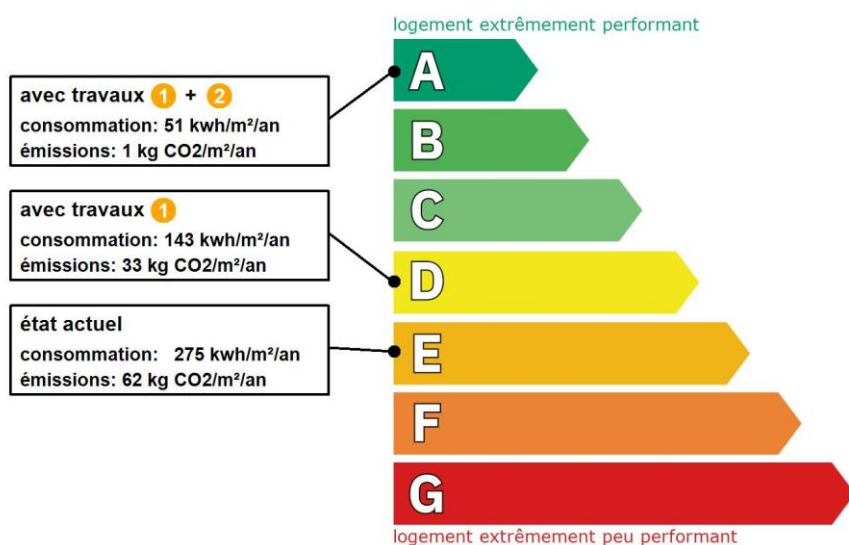 logement extrêmement performant
avec travaux 1 + 2
consommation: 51 kwh/m²/an
émissions: 1 kg CO2/m²/an
avec travaux 1
consommation: 143 kwh/m²/an
émissions: 33 kg CO2/m²/an
état actuel
consommation: 275 kwh/m²/an
émissions: 62 kg CO2/m²/an
A
B
C
D
E
F
G
logement extrêmement peu performant